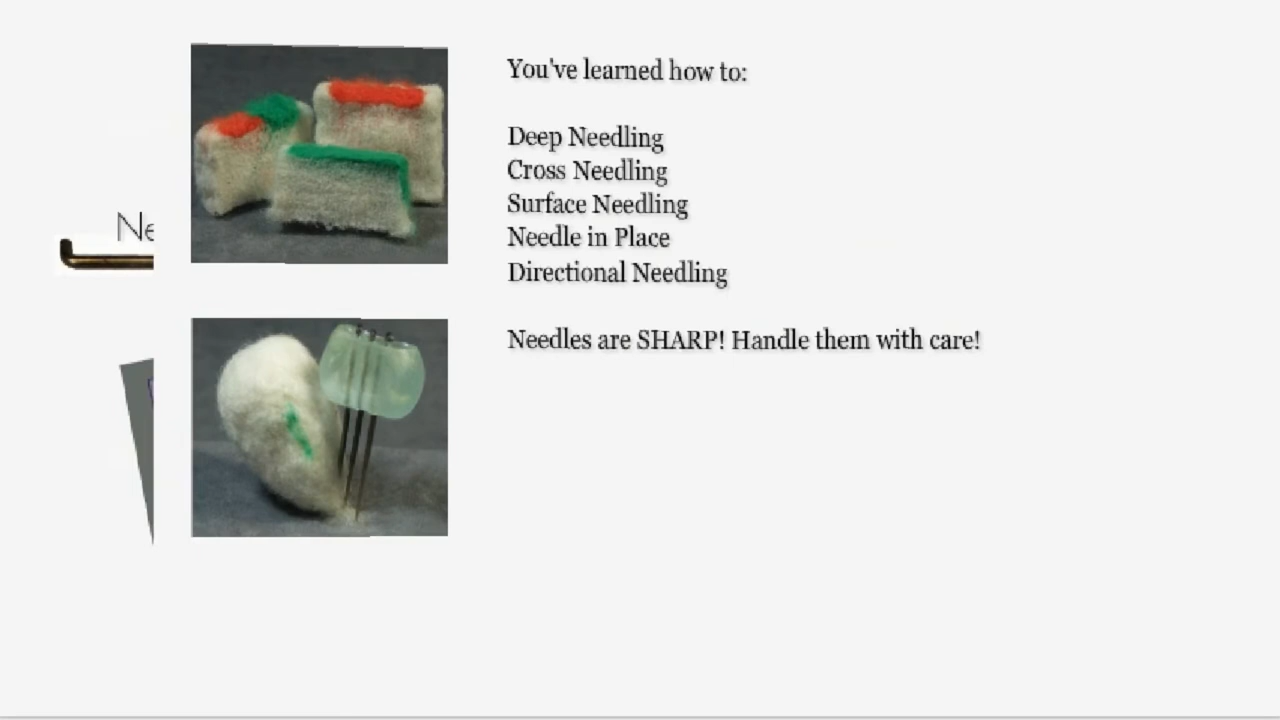 You've learned how to:
Deep Needling
Cross Needling
Surface Needling
Needle in Place
Directional Needling
Needles are SHARP! Handle them with care!
Ne